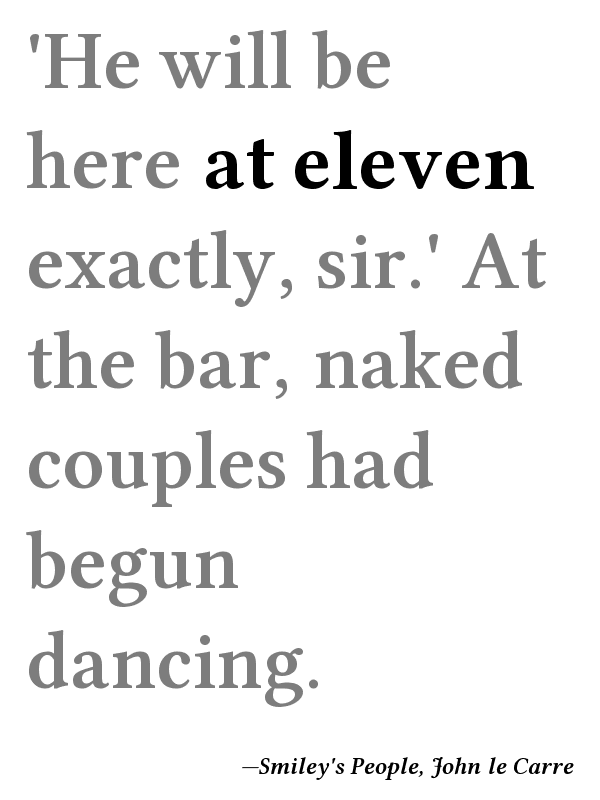 'He will be
here at eleven
exactly, sir.' At
the bar, naked
couples had
begun
dancing.
—Smiley's People, John le Carre